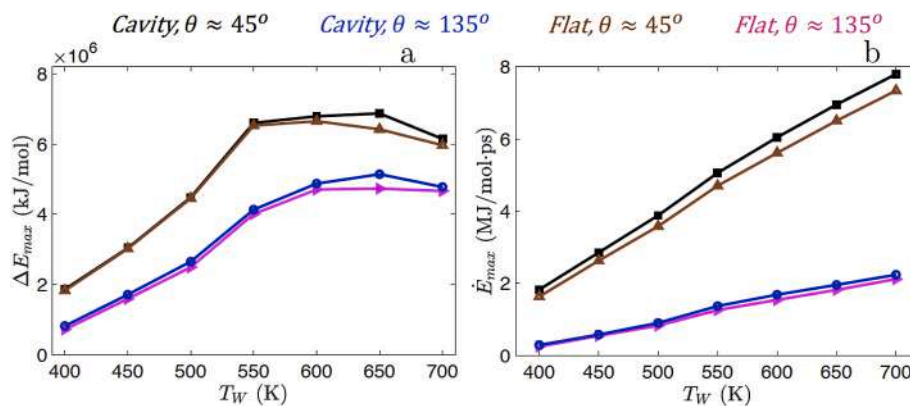 Cavity, θ ≈ 45° Cavity, θ ≈ 135° Flat, θ ≈ 45° Flat, θ ≈ 135°
×10⁶ a b
8 8
6 6
4 4
2 2
0 0
ΔE_max (kJ/mol)
Ė_max (MJ/mol·ps)
400 450 500 550 600 650 700 400 450 500 550 600 650 700
T_W (K) T_W (K)